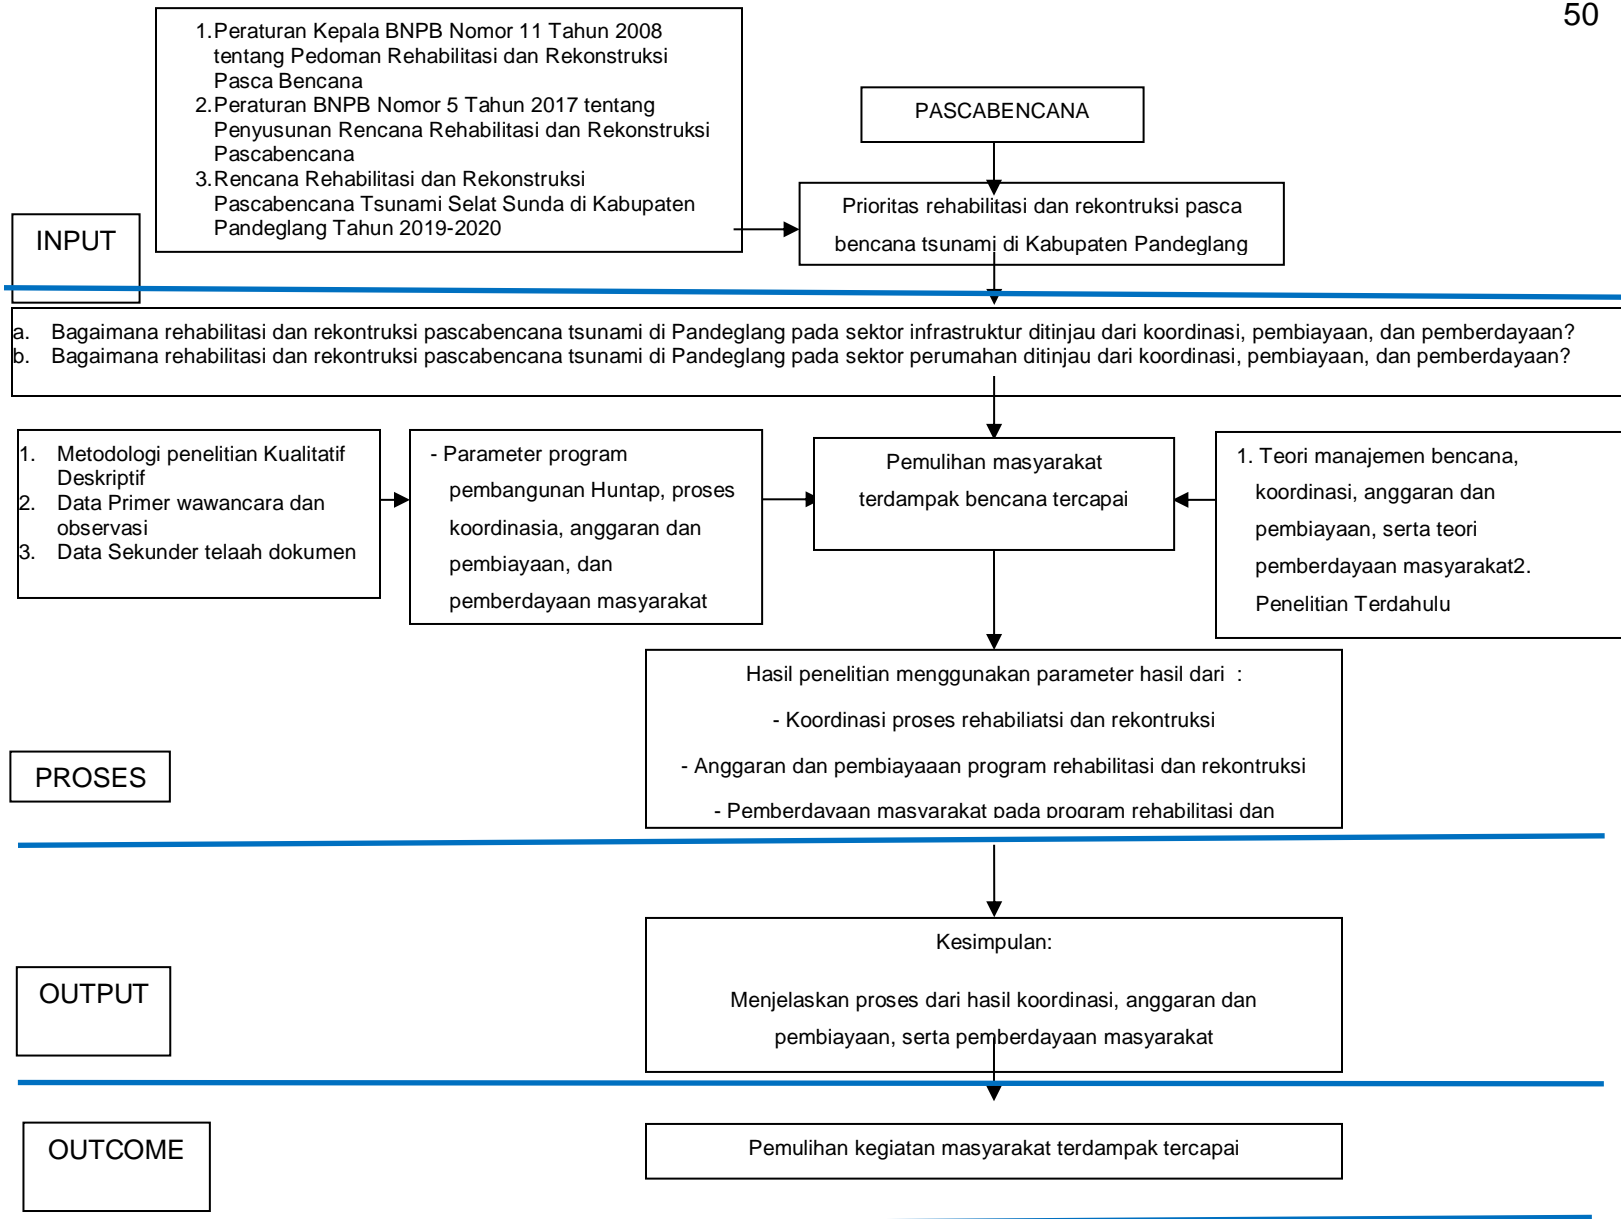 50
1.Peraturan Kepala BNPB Nomor 11 Tahun 2008
tentang Pedoman Rehabilitasi dan Rekonstruksi
Pasca Bencana
2.Peraturan BNPB Nomor 5 Tahun 2017 tentang
Penyusunan Rencana Rehabilitasi dan Rekonstruksi
Pascabencana
3.Rencana Rehabilitasi dan Rekonstruksi
Pascabencana Tsunami Selat Sunda di Kabupaten
Pandeglang Tahun 2019-2020
PASCABENCANA
Prioritas rehabilitasi dan rekontruksi pasca
bencana tsunami di Kabupaten Pandeglang
INPUT
a. Bagaimana rehabilitasi dan rekontruksi pascabencana tsunami di Pandeglang pada sektor infrastruktur ditinjau dari koordinasi, pembiayaan, dan pemberdayaan?
b. Bagaimana rehabilitasi dan rekontruksi pascabencana tsunami di Pandeglang pada sektor perumahan ditinjau dari koordinasi, pembiayaan, dan pemberdayaan?
1. Metodologi penelitian Kualitatif
Deskriptif
2. Data Primer wawancara dan
observasi
3. Data Sekunder telaah dokumen
- Parameter program
pembangunan Huntap, proses
koordinasia, anggaran dan
pembiayaan, dan
pemberdayaan masyarakat
Pemulihan masyarakat
terdampak bencana tercapai
1. Teori manajemen bencana,
koordinasi, anggaran dan
pembiayaan, serta teori
pemberdayaan masyarakat2.
Penelitian Terdahulu
Hasil penelitian menggunakan parameter hasil dari :
- Koordinasi proses rehabiliatsi dan rekontruksi
- Anggaran dan pembiayaaan program rehabilitasi dan rekontruksi
- Pemberdayaan masyarakat pada program rehabilitasi dan
PROSES
Kesimpulan:
Menjelaskan proses dari hasil koordinasi, anggaran dan
pembiayaan, serta pemberdayaan masyarakat
OUTPUT
OUTCOME
Pemulihan kegiatan masyarakat terdampak tercapai